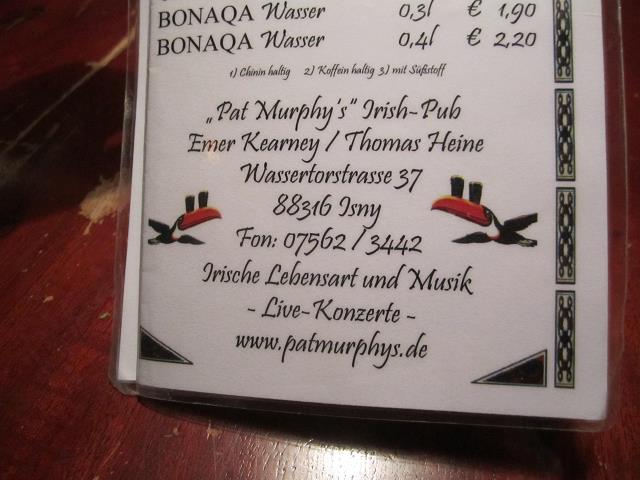 BONAQA Wasser 0,3l € 1,90
BONAQA Wasser 0,4l € 2,20
1) Chinin haltig 2) Koffein haltig 3) mit Süßstoff
„Pat Murphy's" Irish-Pub
Emer Kearney / Thomas Heine
Wassertorstrasse 37
88316 Isny
Fon: 07562 / 3442
Irische Lebensart und Musik
- Live-Konzerte -
www.patmurphys.de